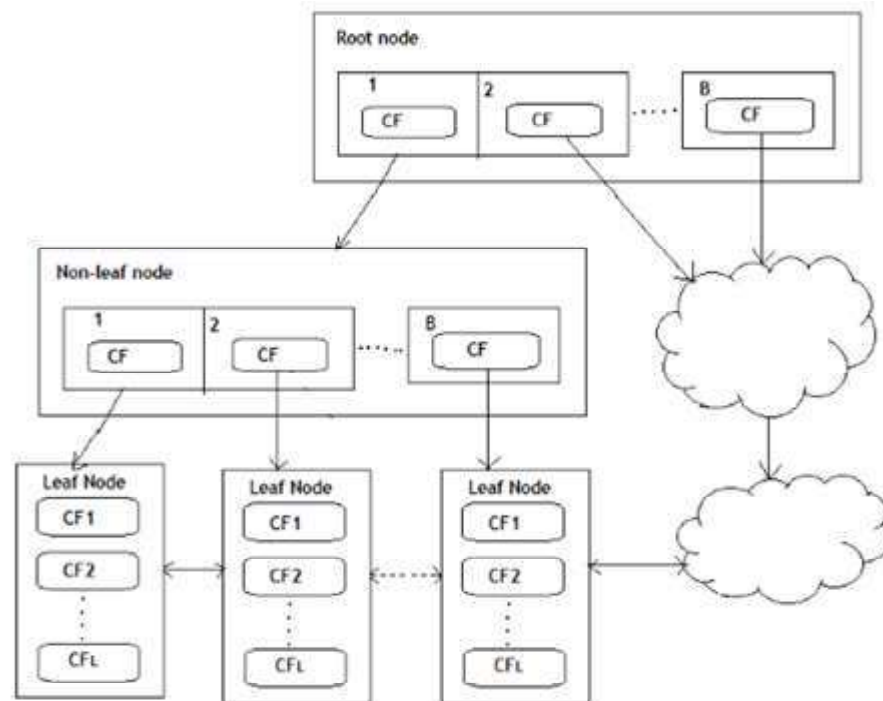 Root node
1
2
B
CF
CF
CF
Non-leaf node
1
2
B
CF
CF
CF
Leaf Node
CF1
CF2
CFL
Leaf Node
CF1
CF2
CFL
Leaf Node
CF1
CF2
CFL